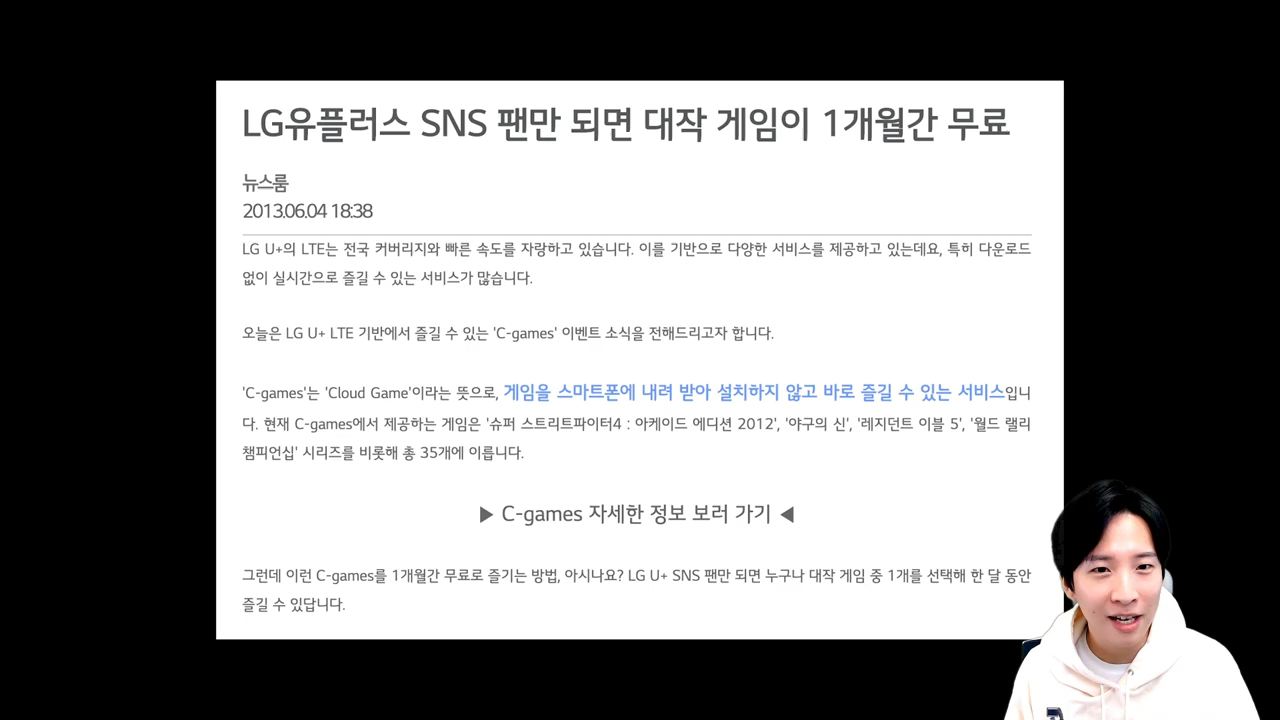 LG유플러스 SNS 팬만 되면 대작 게임이 1개월간 무료
뉴스룸
2013.06.04 18:38
LG U+의 LTE는 전국 커버리지와 빠른 속도를 자랑하고 있습니다. 이를 기반으로 다양한 서비스를 제공하고 있는데요, 특히 다운로드
없이 실시간으로 즐길 수 있는 서비스가 많습니다.
오늘은 LG U+ LTE 기반에서 즐길 수 있는 'C-games' 이벤트 소식을 전해드리고자 합니다.
'C-games'는 'Cloud Game'이라는 뜻으로, 게임을 스마트폰에 내려 받아 설치하지 않고 바로 즐길 수 있는 서비스입니
다. 현재 C-games에서 제공하는 게임은 '슈퍼 스트리트파이터4 : 아케이드 에디션 2012', '야구의 신', '레지던트 이블 5', '월드 랠리
챔피언십' 시리즈를 비롯해 총 35개에 이릅니다.
▶ C-games 자세한 정보 보러 가기 ◀
그런데 이런 C-games를 1개월간 무료로 즐기는 방법, 아시나요? LG U+ SNS 팬만 되면 누구나 대작 게임 중 1개를 선택해 한 달 동안
즐길 수 있답니다.